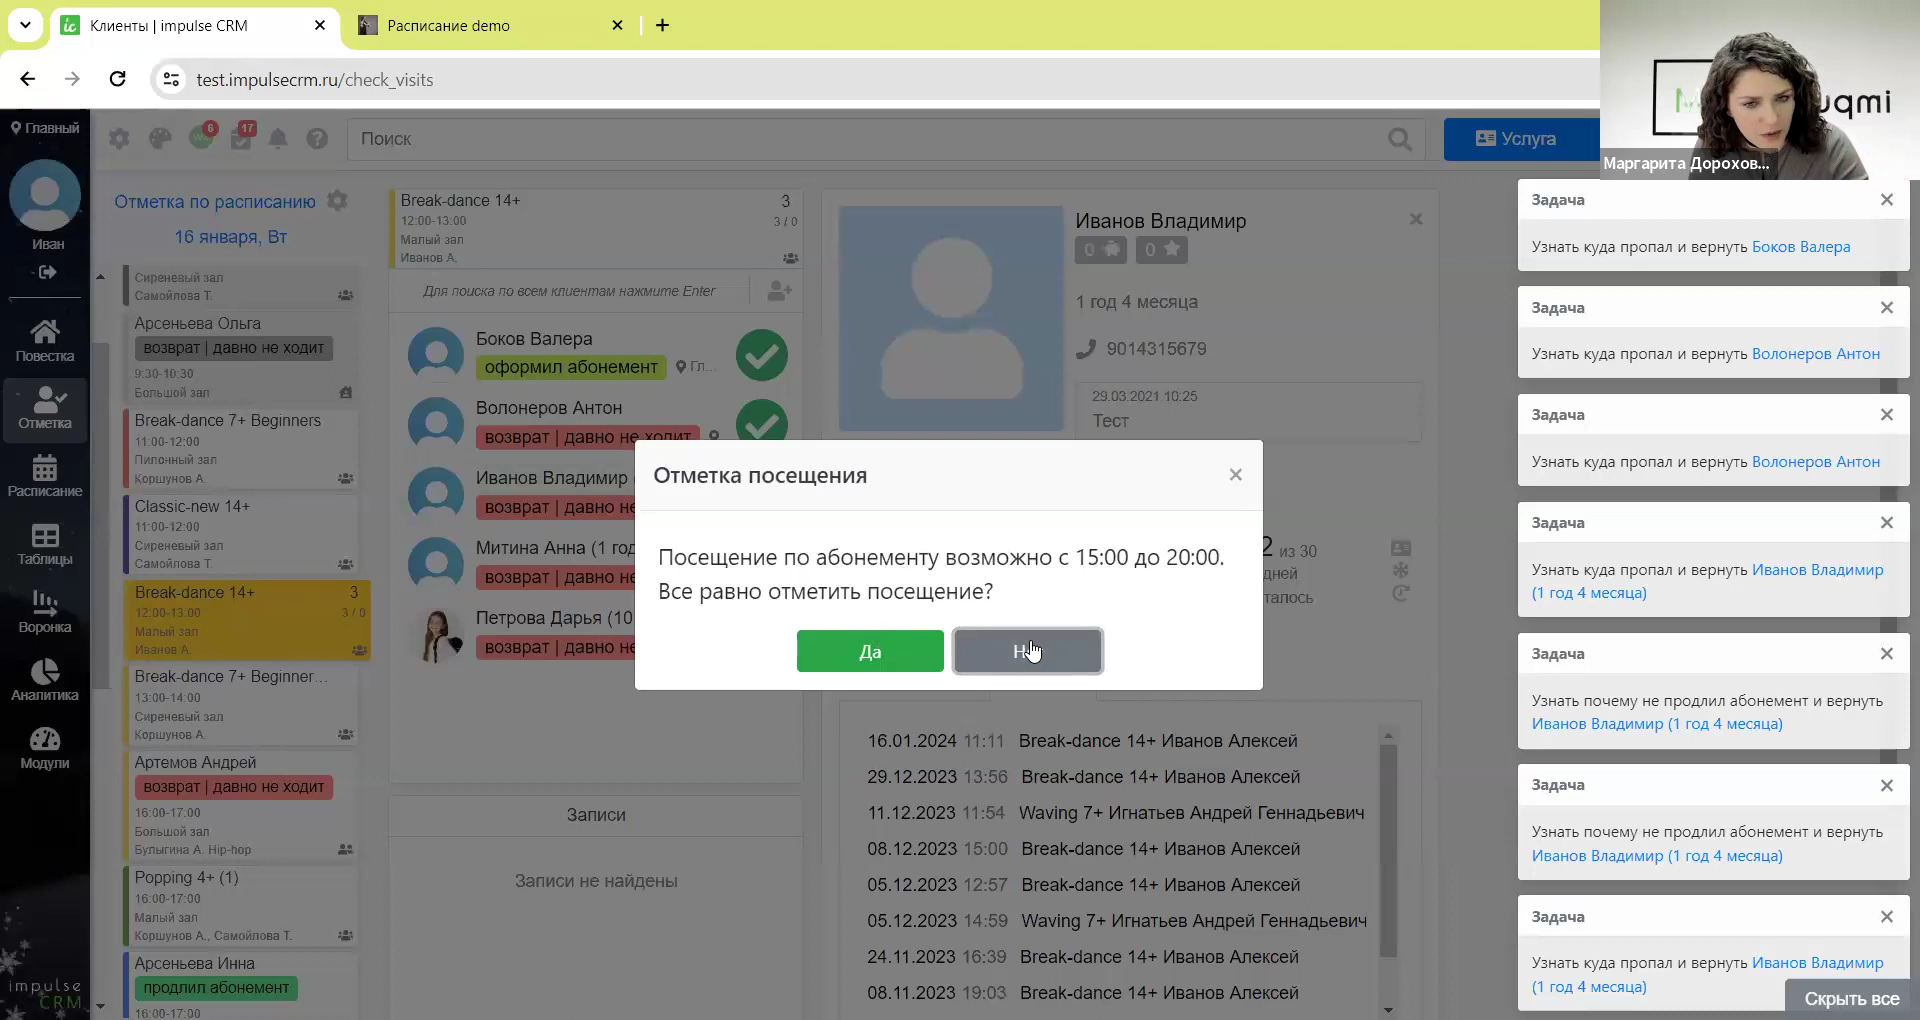 Клиенты | impulse CRM
Расписание demo
test.impulsecrm.ru/check_visits
Маргарита Дорохов...
Главный
6
17
Поиск
Услуга
Иван
Повестка
Отметка
Расписание
Таблицы
Воронка
Аналитика
Модули
impulse
CRM
Отметка по расписанию
16 января, Вт
Сиреневый зал
Самойлова Т.
Арсеньева Ольга
возврат | давно не ходит
9:30-10:30
Большой зал
Break-dance 7+ Beginners
11:00-12:00
Пилонный зал
Коршунов А.
Classic-new 14+
11:00-12:00
Сиреневый зал
Самойлова Т.
Break-dance 14+ 3
12:00-13:00 3 / 0
Малый зал
Иванов А.
Break-dance 7+ Beginner...
13:00-14:00
Сиреневый зал
Коршунов А.
Артемов Андрей
возврат | давно не ходит
16:00-17:00
Большой зал
Булыгина А. Hip-hop
Popping 4+ (1)
16:00-17:00
Малый зал
Коршунов А., Самойлова Т.
Арсеньева Инна
продлил абонемент
16:00-17:00
Break-dance 14+ 3
12:00-13:00 3 / 0
Малый зал
Иванов А.
Для поиска по всем клиентам нажмите Enter
Боков Валера
оформил абонемент Гл...
Волонеров Антон
возврат | давно не ходит
Иванов Владимир
возврат | давно не
Митина Анна (1 год
возврат | давно не
Петрова Дарья (10
возврат | давно не
Записи
Записи не найдены
Иванов Владимир
0 0
1 год 4 месяца
9014315679
29.03.2021 10:25
Тест
2 из 30
дней
талось
Отметка посещения
Посещение по абонементу возможно с 15:00 до 20:00.
Все равно отметить посещение?
Да
16.01.2024 11:11 Break-dance 14+ Иванов Алексей
29.12.2023 13:56 Break-dance 14+ Иванов Алексей
11.12.2023 11:54 Waving 7+ Игнатьев Андрей Геннадьевич
08.12.2023 15:00 Break-dance 14+ Иванов Алексей
05.12.2023 12:57 Break-dance 14+ Иванов Алексей
05.12.2023 14:59 Waving 7+ Игнатьев Андрей Геннадьевич
24.11.2023 16:39 Break-dance 14+ Иванов Алексей
08.11.2023 19:03 Break-dance 14+ Иванов Алексей
Задача
Узнать куда пропал и вернуть Боков Валера
Задача
Узнать куда пропал и вернуть Волонеров Антон
Задача
Узнать куда пропал и вернуть Волонеров Антон
Задача
Узнать куда пропал и вернуть Иванов Владимир
(1 год 4 месяца)
Задача
Узнать почему не продлил абонемент и вернуть
Иванов Владимир (1 год 4 месяца)
Задача
Узнать почему не продлил абонемент и вернуть
Иванов Владимир (1 год 4 месяца)
Задача
Узнать куда пропал и вернуть Иванов Владимир
(1 год 4 месяца)
Скрыть все